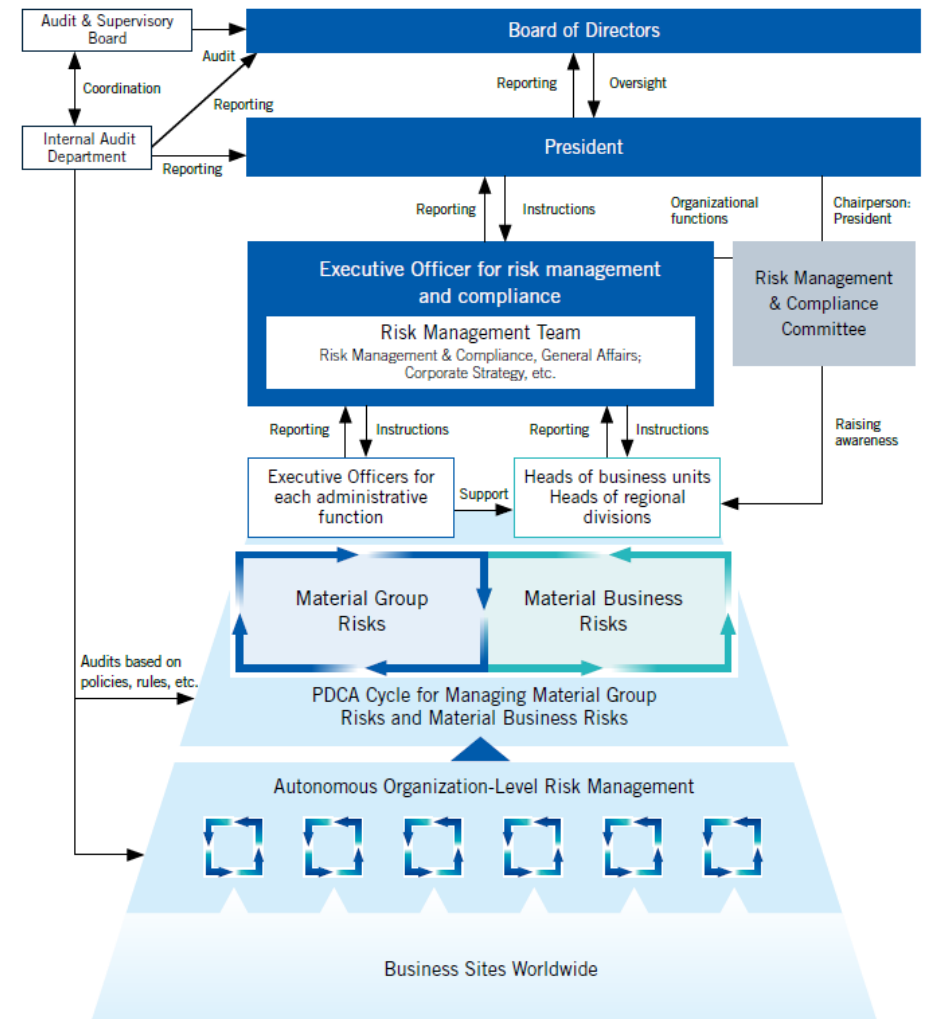 Audit & Supervisory
Board
Board of Directors
Audit
Coordination
Reporting
Reporting
Oversight
Internal Audit
Department
President
Reporting
Reporting
Instructions
Organizational
functions
Chairperson:
President
Executive Officer for risk management
and compliance
Risk Management
& Compliance
Committee
Risk Management Team
Risk Management & Compliance, General Affairs;
Corporate Strategy, etc.
Reporting
Instructions
Reporting
Instructions
Raising
awareness
Executive Officers for
each administrative
function
Support
Heads of business units
Heads of regional
divisions
Material Group
Risks
Material Business
Risks
Audits based on
policies, rules, etc.
PDCA Cycle for Managing Material Group
Risks and Material Business Risks
Autonomous Organization-Level Risk Management
Business Sites Worldwide